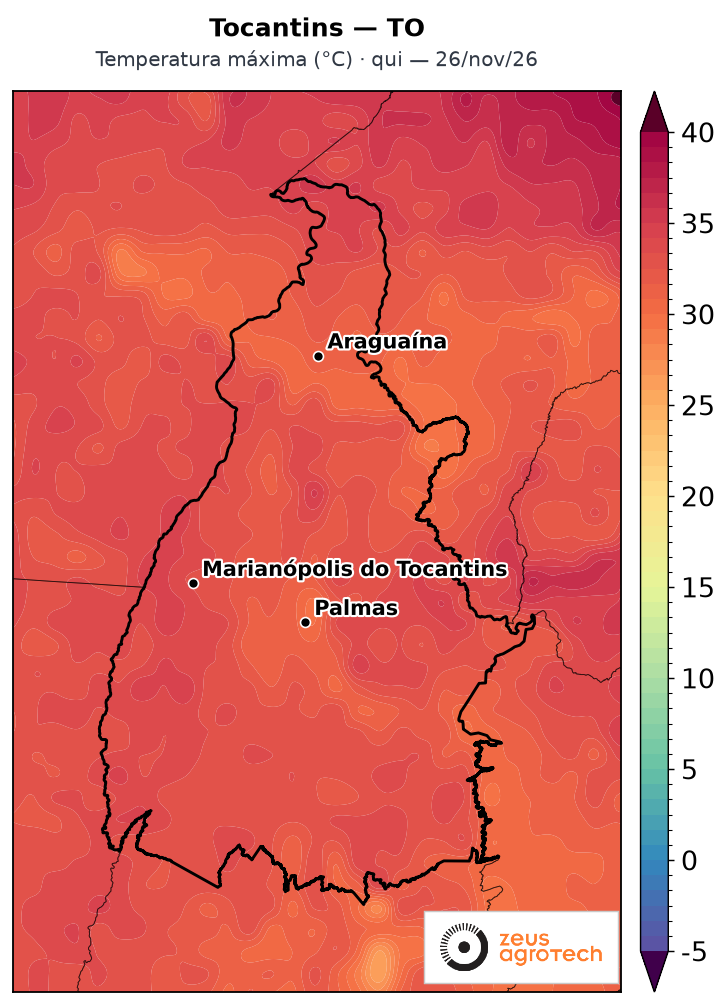 Tocantins — TO
Temperatura máxima (°C) · qui — 26/nov/26
Araguaína
Marianópolis do Tocantins
Palmas
40
35
30
25
20
15
10
5
0
-5
zeus
agrotech